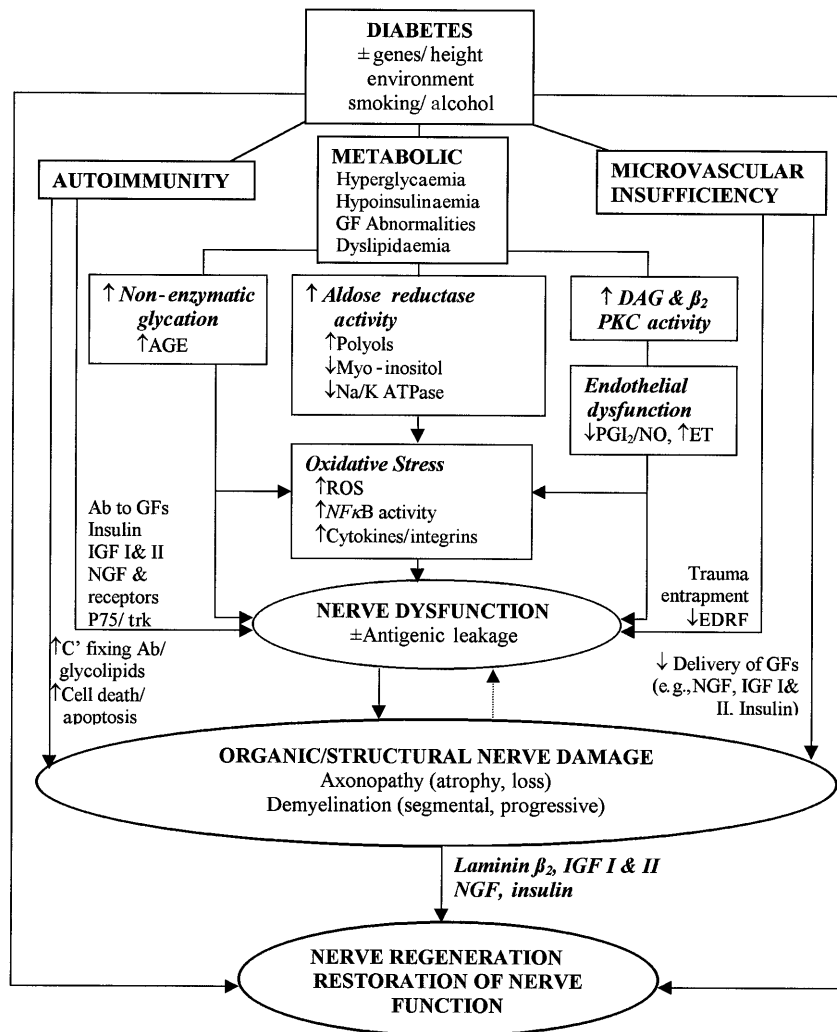 DIABETES
± genes/ height
environment
smoking/ alcohol
AUTOIMMUNITY
METABOLIC
Hyperglycaemia
Hypoinsulinaemia
GF Abnormalities
Dyslipidaemia
MICROVASCULAR
INSUFFICIENCY
↑ Non-enzymatic
glycation
↑AGE
↑ Aldose reductase
activity
↑Polyols
↓Myo-inositol
↓Na/K ATPase
↑ DAG & β₂
PKC activity
Endothelial
dysfunction
↓PGI₂/NO, ↑ET
Oxidative Stress
↑ROS
↑NFκB activity
↑Cytokines/integrins
Ab to GFs
Insulin
IGF I& II
NGF &
receptors
P75/ trk
↑C' fixing Ab/
glycolipids
↑Cell death/
apoptosis
NERVE DYSFUNCTION
±Antigenic leakage
Trauma
entrapment
↓EDRF
↓ Delivery of GFs
(e.g., NGF, IGF I&
II. Insulin)
ORGANIC/STRUCTURAL NERVE DAMAGE
Axonopathy (atrophy, loss)
Demyelination (segmental, progressive)
Laminin β₂, IGF I & II
NGF, insulin
NERVE REGENERATION
RESTORATION OF NERVE
FUNCTION